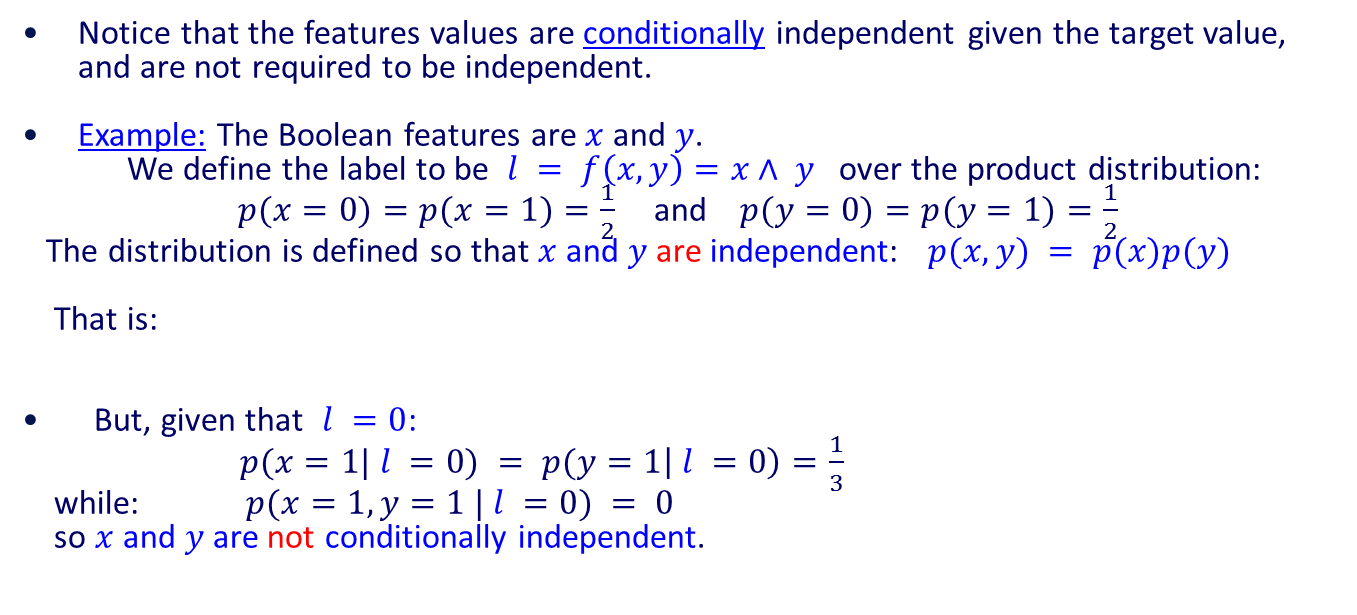 • Notice that the features values are conditionally independent given the target value,
and are not required to be independent.
• Example: The Boolean features are x and y.
We define the label to be l = f(x, y) = x ∧ y over the product distribution:
p(x = 0) = p(x = 1) = 1/2 and p(y = 0) = p(y = 1) = 1/2
The distribution is defined so that x and y are independent: p(x, y) = p(x)p(y)
That is:
• But, given that l = 0:
p(x = 1| l = 0) = p(y = 1| l = 0) = 1/3
while: p(x = 1, y = 1 | l = 0) = 0
so x and y are not conditionally independent.